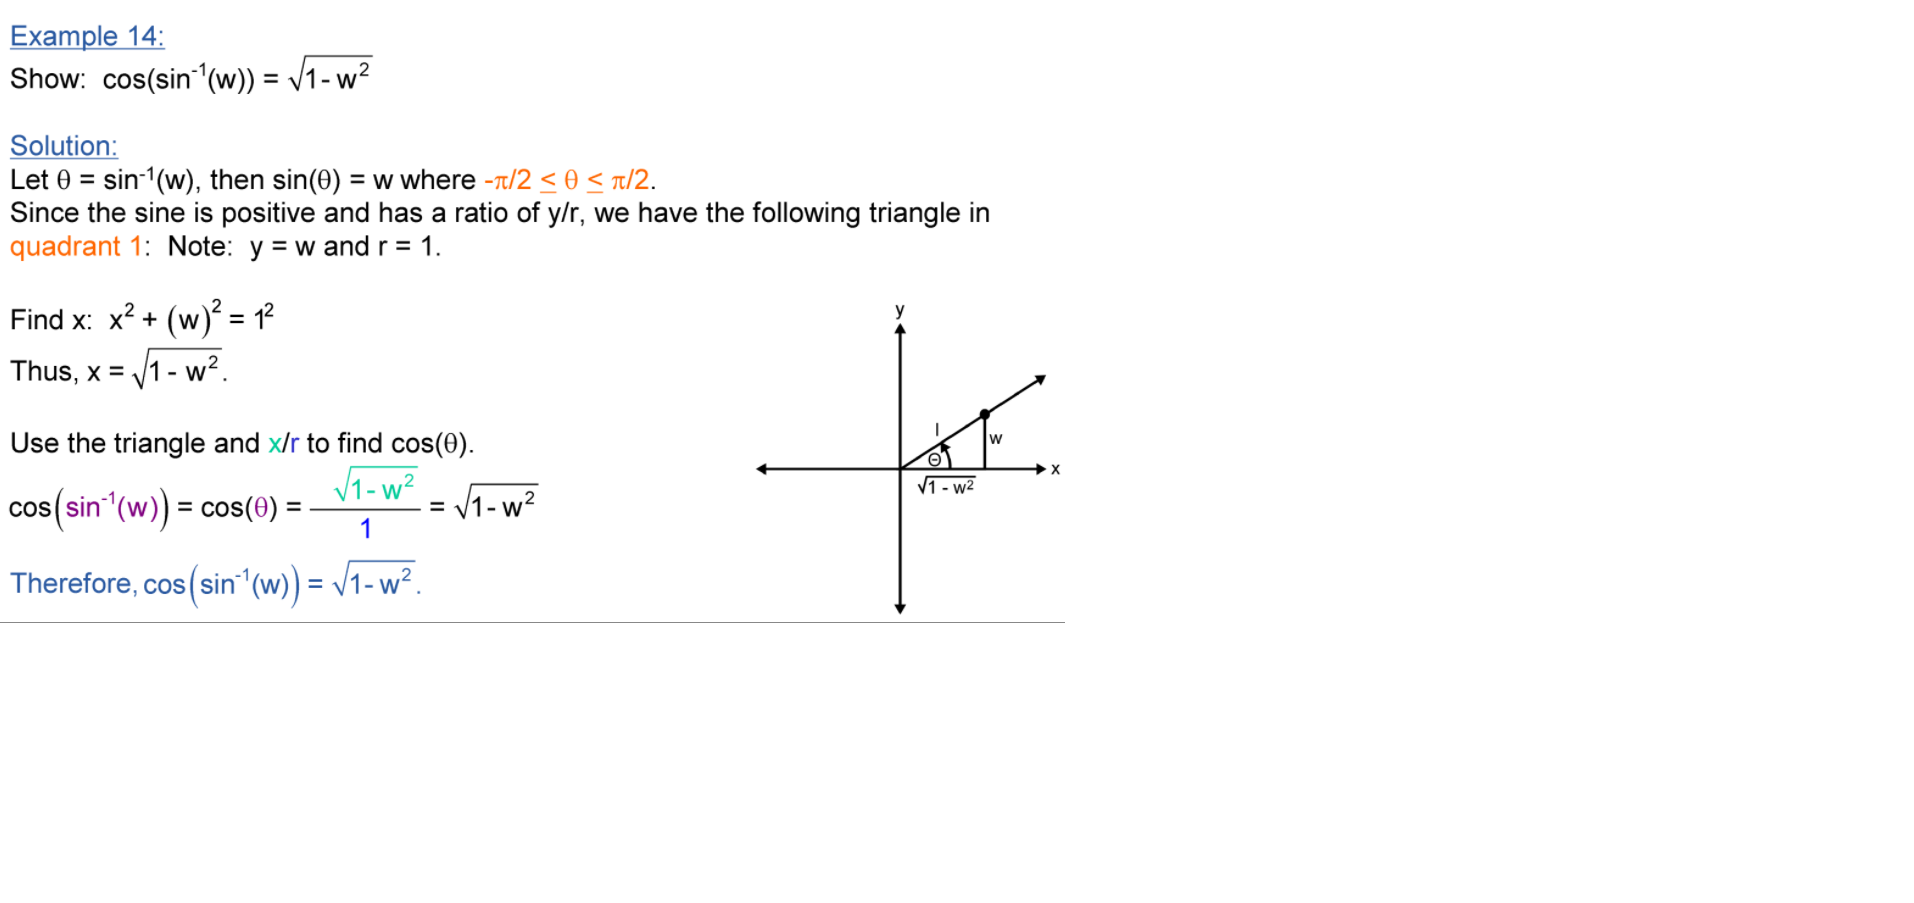 Example 14:
Show: cos(sin⁻¹(w)) = √1 - w²
Solution:
Let θ = sin⁻¹(w), then sin(θ) = w where -π/2 ≤ θ ≤ π/2.
Since the sine is positive and has a ratio of y/r, we have the following triangle in
quadrant 1: Note: y = w and r = 1.
Find x: x² + (w)² = 1²
Thus, x = √1 - w².
Use the triangle and x/r to find cos(θ).
cos(sin⁻¹(w)) = cos(θ) = √1 - w² / 1 = √1 - w²
Therefore, cos(sin⁻¹(w)) = √1 - w².
y
1
w
Θ
x
√1 - w²